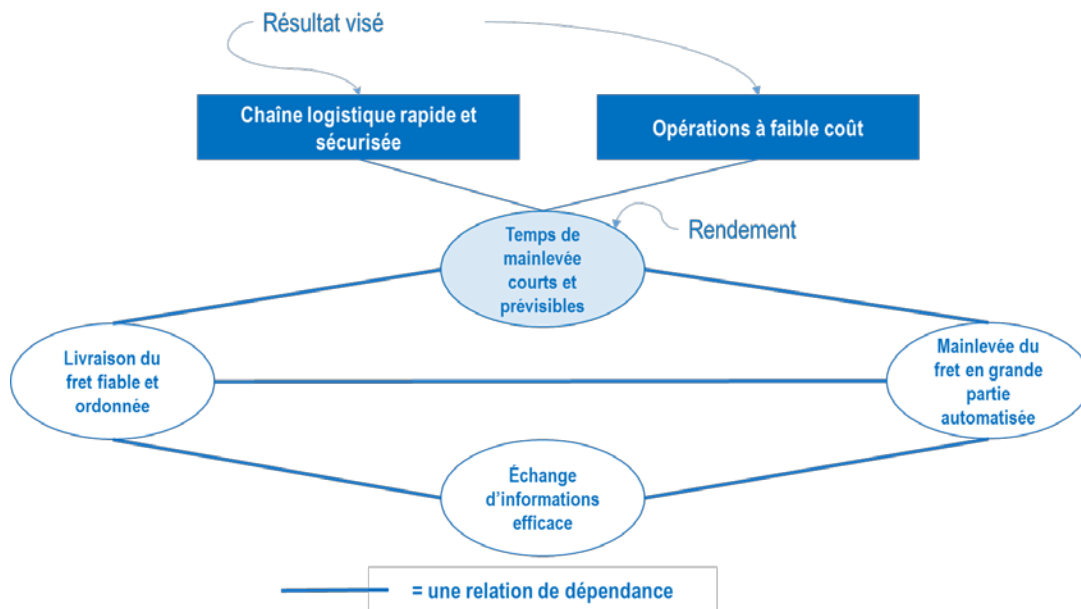 Résultat visé
Chaîne logistique rapide et
sécurisée
Opérations à faible coût
Temps de
mainlevée
courts et
prévisibles
Rendement
Livraison du
fret fiable et
ordonnée
Mainlevée du
fret en grande
partie
automatisée
Échange
d'informations
efficace
= une relation de dépendance